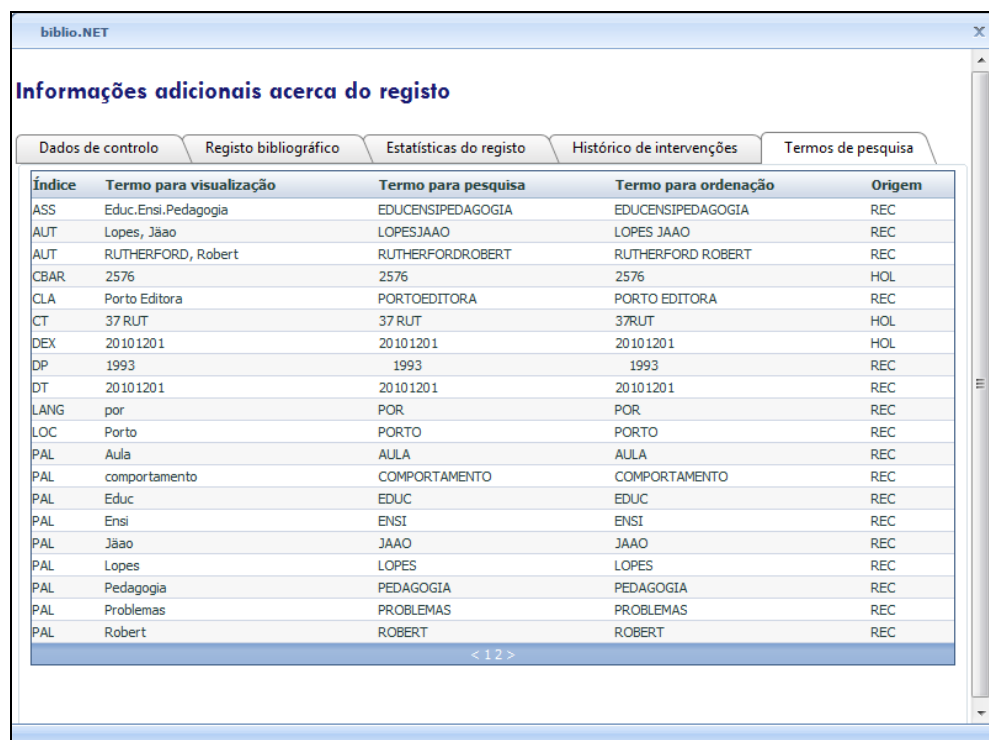 biblio.NET X
Informações adicionais acerca do registo
Dados de controlo Registo bibliográfico Estatísticas do registo Histórico de intervenções Termos de pesquisa
Índice Termo para visualização Termo para pesquisa Termo para ordenação Origem
ASS Educ.Ensi.Pedagogia EDUCENSIPEDAGOGIA EDUCENSIPEDAGOGIA REC
AUT Lopes, Jäao LOPESJAAO LOPES JAAO REC
AUT RUTHERFORD, Robert RUTHERFORDROBERT RUTHERFORD ROBERT REC
CBAR 2576 2576 2576 HOL
CLA Porto Editora PORTOEDITORA PORTO EDITORA REC
CT 37 RUT 37 RUT 37RUT HOL
DEX 20101201 20101201 20101201 HOL
DP 1993 1993 1993 REC
DT 20101201 20101201 20101201 REC
LANG por POR POR REC
LOC Porto PORTO PORTO REC
PAL Aula AULA AULA REC
PAL comportamento COMPORTAMENTO COMPORTAMENTO REC
PAL Educ EDUC EDUC REC
PAL Ensi ENSI ENSI REC
PAL Jäao JAAO JAAO REC
PAL Lopes LOPES LOPES REC
PAL Pedagogia PEDAGOGIA PEDAGOGIA REC
PAL Problemas PROBLEMAS PROBLEMAS REC
PAL Robert ROBERT ROBERT REC
< 1 2 >